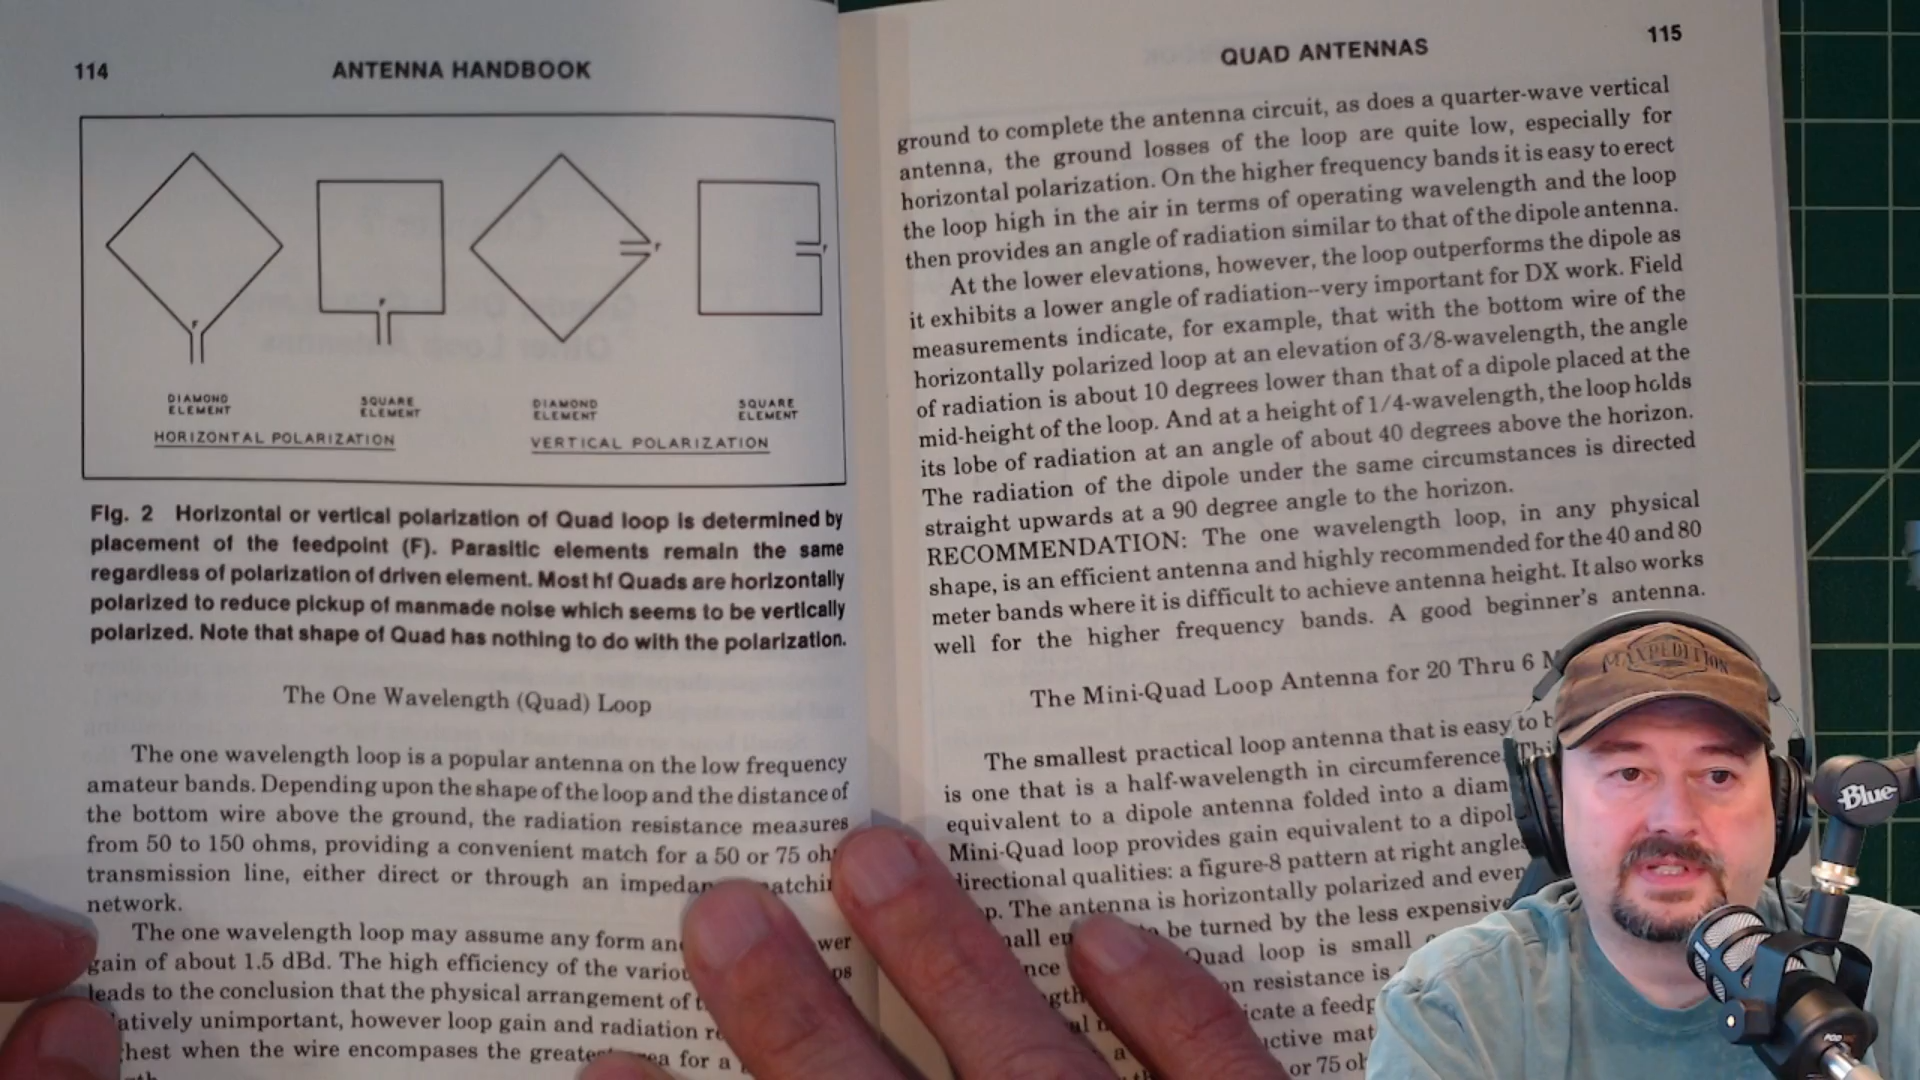 114
ANTENNA HANDBOOK
F
F
F
F
DIAMOND
ELEMENT
SQUARE
ELEMENT
DIAMOND
ELEMENT
SQUARE
ELEMENT
HORIZONTAL POLARIZATION
VERTICAL POLARIZATION
Fig. 2 Horizontal or vertical polarization of Quad loop is determined by
placement of the feedpoint (F). Parasitic elements remain the same
regardless of polarization of driven element. Most hf Quads are horizontally
polarized to reduce pickup of manmade noise which seems to be vertically
polarized. Note that shape of Quad has nothing to do with the polarization.
The One Wavelength (Quad) Loop
The one wavelength loop is a popular antenna on the low frequency
amateur bands. Depending upon the shape of the loop and the distance of
the bottom wire above the ground, the radiation resistance measures
from 50 to 150 ohms, providing a convenient match for a 50 or 75
transmission line, either direct or through an
network.
The one wavelength loop may assume any form
gain of about 1.5 dBd. The high efficiency of the
leads to the conclusion that the physical arrangement of
unimportant, however loop gain and radiation
when the wire encompases the for a
QUAD ANTENNAS
115
ground to complete the antenna circuit, as does a quarter-wave vertical
antenna, the ground losses of the loop are quite low, especially for
horizontal polarization. On the higher frequency bands it is easy to erect
the loop high in the air in terms of operating wavelength and the loop
then provides an angle of radiation similar to that of the dipole antenna.
At the lower elevations, however, the loop outperforms the dipole as
it exhibits a lower angle of radiation--very important for DX work. Field
measurements indicate, for example, that with the bottom wire of the
horizontally polarized loop at an elevation of 3/8-wavelength, the angle
of radiation is about 10 degrees lower than that of a dipole placed at the
mid-height of the loop. And at a height of 1/4-wavelength, the loop holds
its lobe of radiation at an angle of about 40 degrees above the horizon.
The radiation of the dipole under the same circumstances is directed
straight upwards at a 90 degree angle to the horizon.
RECOMMENDATION: The one wavelength loop, in any physical
shape, is an efficient antenna and highly recommended for the 40 and 80
meter bands where it is difficult to achieve antenna height. It also works
well for the higher frequency bands. A good beginner's antenna.
The Mini-Quad Loop Antenna for 20 Thru 6
The smallest practical loop antenna that is easy to
is one that is a half-wavelength in circumference.
equivalent to a dipole antenna folded into a
Mini-Quad loop provides gain equivalent to a
directional qualities: a figure-8 pattern at right
The antenna is horizontally polarized and
be turned by the less
Quad loop is small
resistance is
a
or 75
MAXPEDITION
Blue